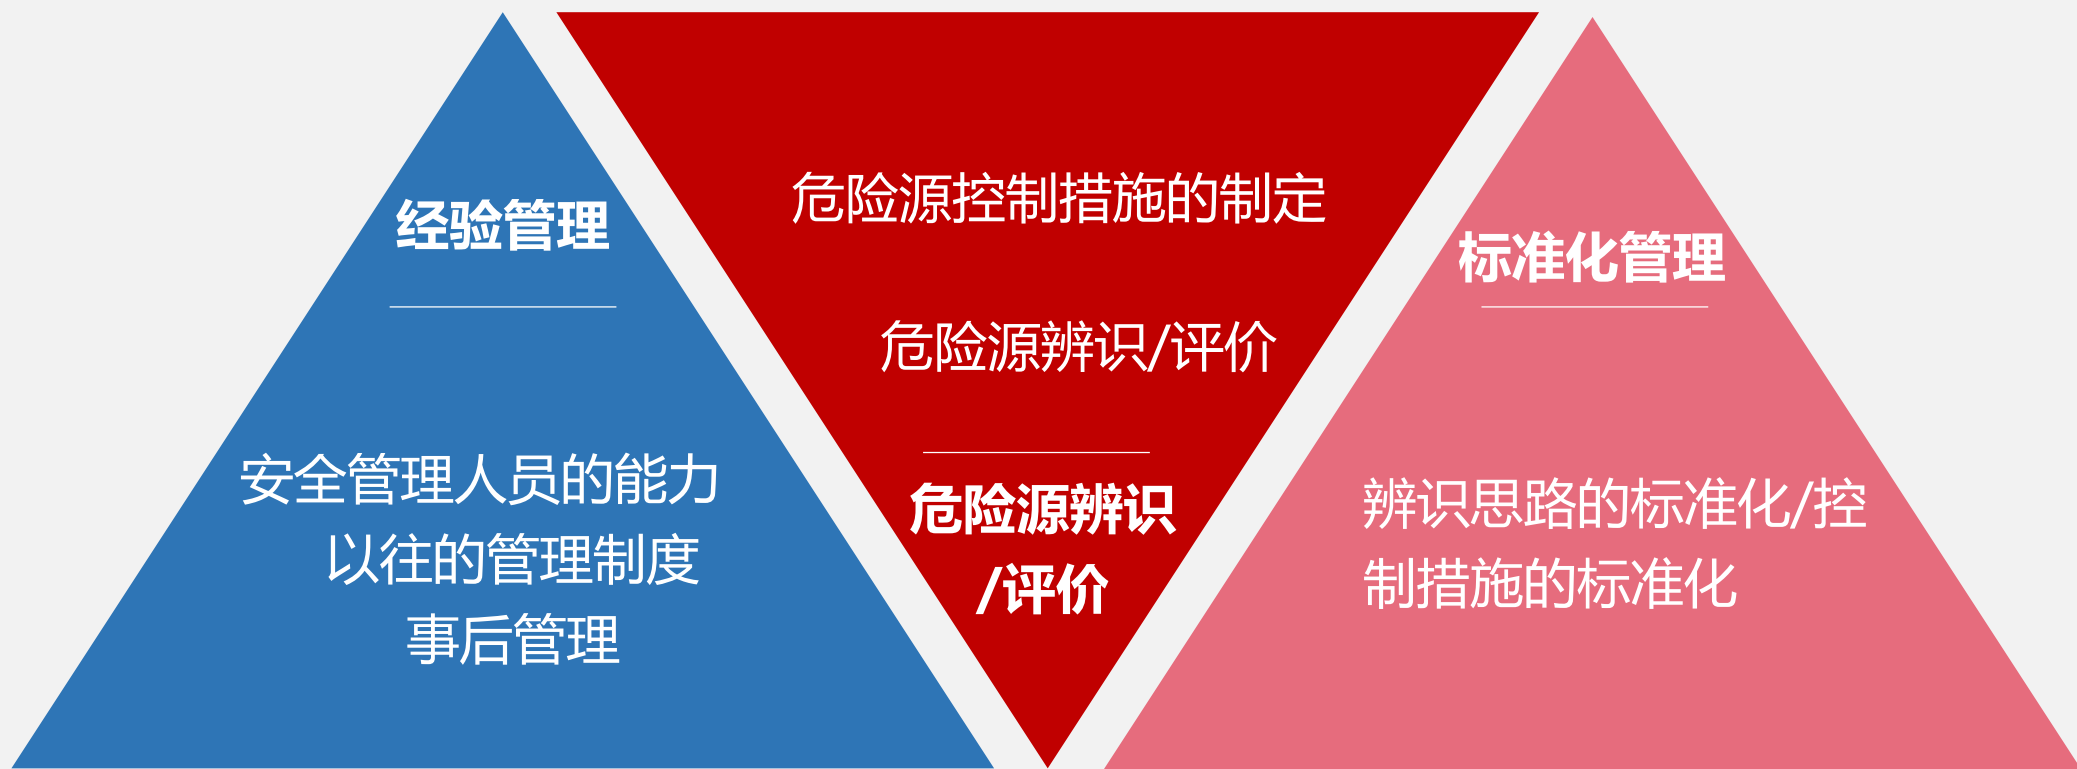 经验管理
安全管理人员的能力
以往的管理制度
事后管理
危险源控制措施的制定
危险源辨识/评价
危险源辨识
/评价
标准化管理
辨识思路的标准化/控
制措施的标准化